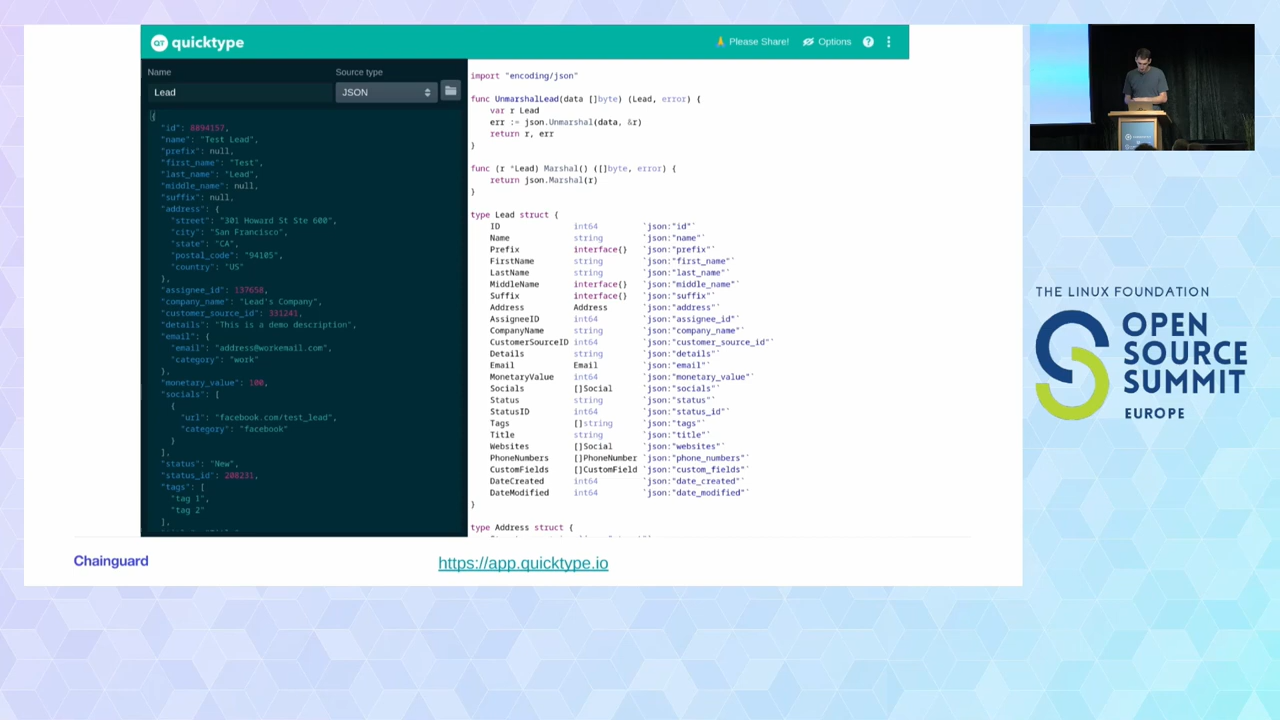 quicktype
Please Share!
Options
Name
Source type
Lead
JSON
{
"id": 8894157,
"name": "Test Lead",
"prefix": null,
"first_name": "Test",
"last_name": "Lead",
"middle_name": null,
"suffix": null,
"address": {
"street": "301 Howard St Ste 600",
"city": "San Francisco",
"state": "CA",
"postal_code": "94105",
"country": "US"
},
"assignee_id": 137658,
"company_name": "Lead's Company",
"customer_source_id": 331241,
"details": "This is a demo description",
"email": {
"email": "address@workemail.com",
"category": "work"
},
"monetary_value": 100,
"socials": [
{
"url": "facebook.com/test_lead",
"category": "facebook"
}
],
"status": "New",
"status_id": 208231,
"tags": [
"tag 1",
"tag 2"
],
import "encoding/json"
func UnmarshalLead(data []byte) (Lead, error) {
var r Lead
err := json.Unmarshal(data, &r)
return r, err
}
func (r *Lead) Marshal() ([]byte, error) {
return json.Marshal(r)
}
type Lead struct {
ID int64 `json:"id"`
Name string `json:"name"`
Prefix interface{} `json:"prefix"`
FirstName string `json:"first_name"`
LastName string `json:"last_name"`
MiddleName interface{} `json:"middle_name"`
Suffix interface{} `json:"suffix"`
Address Address `json:"address"`
AssigneeID int64 `json:"assignee_id"`
CompanyName string `json:"company_name"`
CustomerSourceID int64 `json:"customer_source_id"`
Details string `json:"details"`
Email Email `json:"email"`
MonetaryValue int64 `json:"monetary_value"`
Socials []Social `json:"socials"`
Status string `json:"status"`
StatusID int64 `json:"status_id"`
Tags []string `json:"tags"`
Title string `json:"title"`
Websites []Social `json:"websites"`
PhoneNumbers []PhoneNumber `json:"phone_numbers"`
CustomFields []CustomField `json:"custom_fields"`
DateCreated int64 `json:"date_created"`
DateModified int64 `json:"date_modified"`
}
type Address struct {
Chainguard
https://app.quicktype.io
THE LINUX FOUNDATION
OPEN
SOURCE
SUMMIT
EUROPE